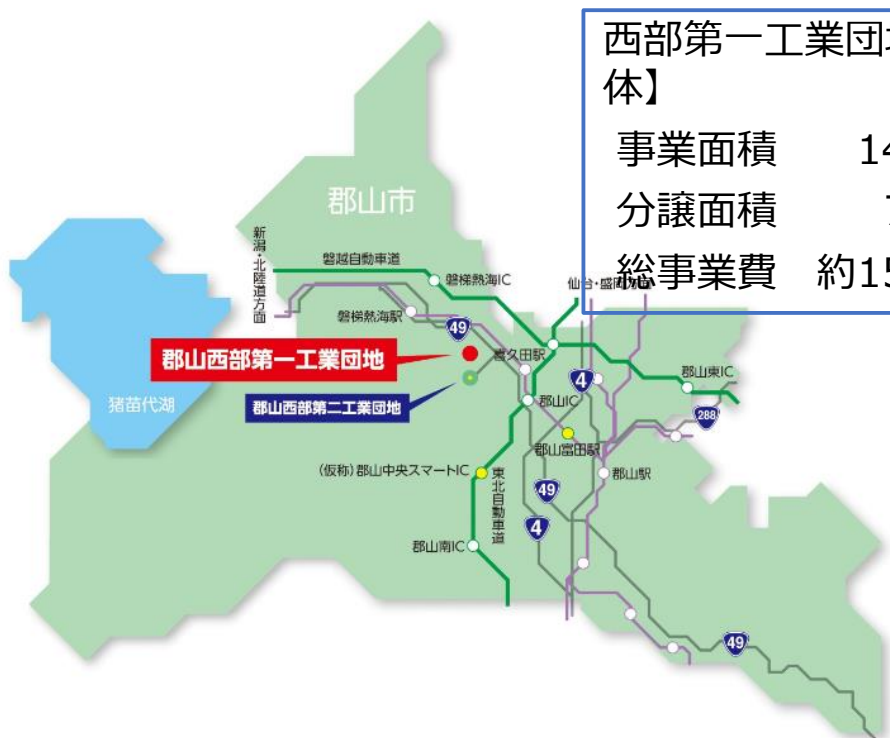 西部第一工業団
体】
事業面積 14
分譲面積
総事業費 約15
郡山市
新潟・北陸道方面
磐越自動車道
磐梯熱海IC
仙台・盛岡方面
磐梯熱海駅
49
喜久田駅
郡山西部第一工業団地
4
郡山東IC
猪苗代湖
郡山西部第二工業団地
郡山IC
288
郡山富田駅
(仮称)郡山中央スマートIC
東北自動車道
郡山駅
49
4
郡山南IC
49